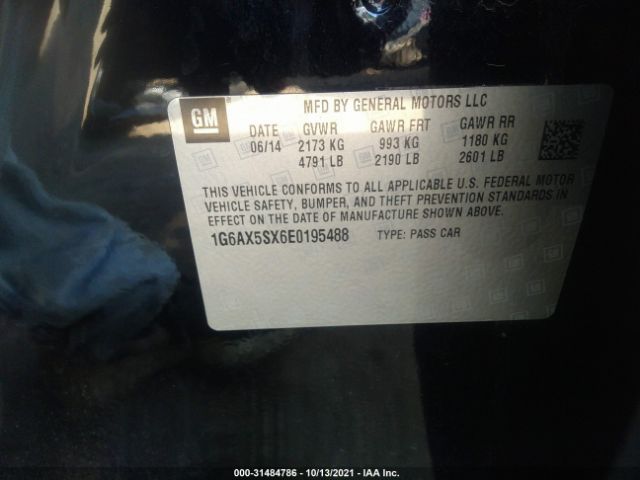 GM
MFD BY GENERAL MOTORS LLC
DATE GVWR GAWR FRT GAWR RR
06/14 2173 KG 993 KG 1180 KG
4791 LB 2190 LB 2601 LB
THIS VEHICLE CONFORMS TO ALL APPLICABLE U.S. FEDERAL MOTOR
VEHICLE SAFETY, BUMPER, AND THEFT PREVENTION STANDARDS IN
EFFECT ON THE DATE OF MANUFACTURE SHOWN ABOVE.
1G6AX5SX6E0195488 TYPE: PASS CAR
000-31484786 - 10/13/2021 - IAA Inc.